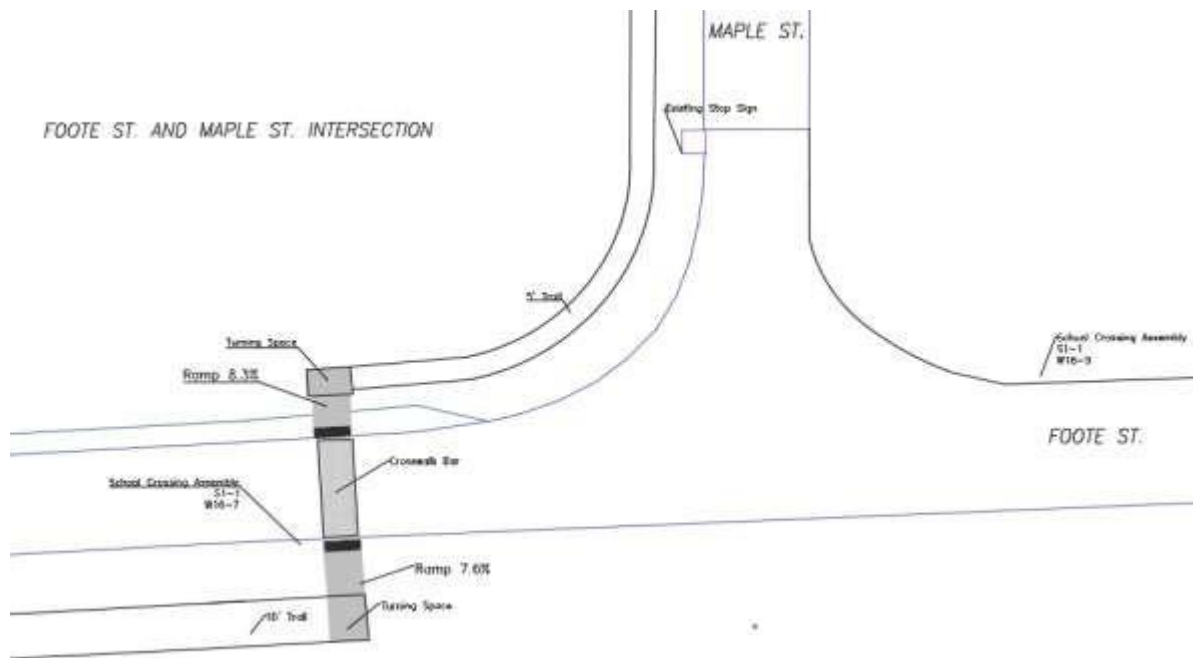 MAPLE ST.
Existing Stop Sign
FOOTE ST. AND MAPLE ST. INTERSECTION
5' Trail
School Crossing Assembly
S1-1
W16-9
Turning Space
Ramp 8.3%
FOOTE ST.
Crosswalk Bar
School Crossing Assembly
S1-1
W16-7
Ramp 7.6%
Turning Space
10' Trail